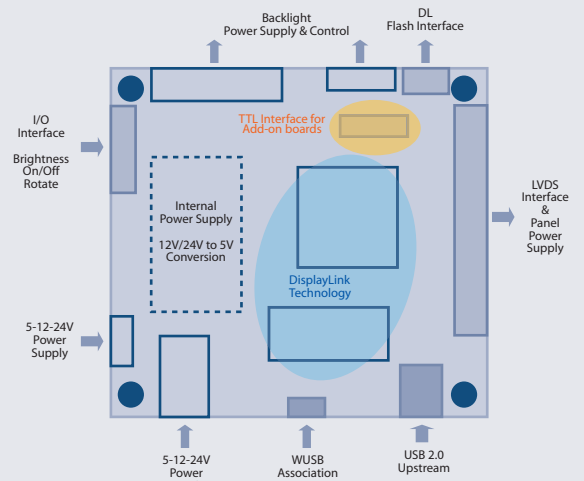 Backlight
Power Supply & Control
DL
Flash Interface
TTL Interface for
Add-on boards
I/O
Interface
Brightness
On/Off
Rotate
Internal
Power Supply
12V/24V to 5V
Conversion
LVDS
Interface
&
Panel
Power
Supply
DisplayLink
Technology
5-12-24V
Power
Supply
5-12-24V
Power
WUSB
Association
USB 2.0
Upstream